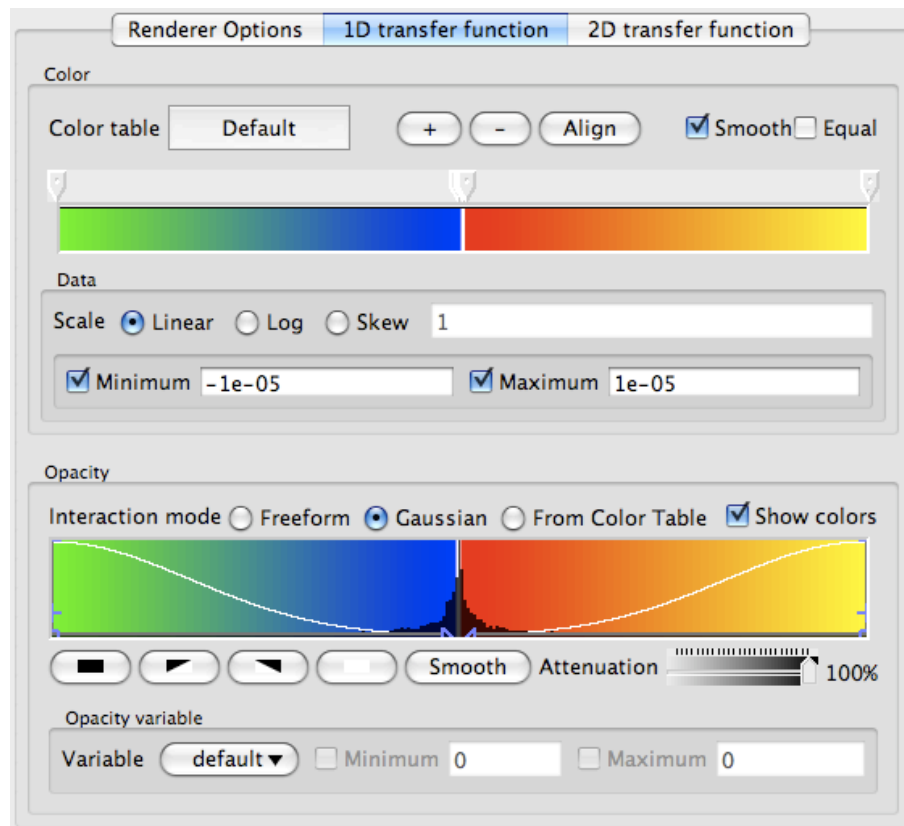 Renderer Options 1D transfer function 2D transfer function
Color
Color table Default + - Align Smooth Equal
Data
Scale Linear Log Skew 1
Minimum -1e-05 Maximum 1e-05
Opacity
Interaction mode Freeform Gaussian From Color Table Show colors
Smooth Attenuation 100%
Opacity variable
Variable default Minimum 0 Maximum 0